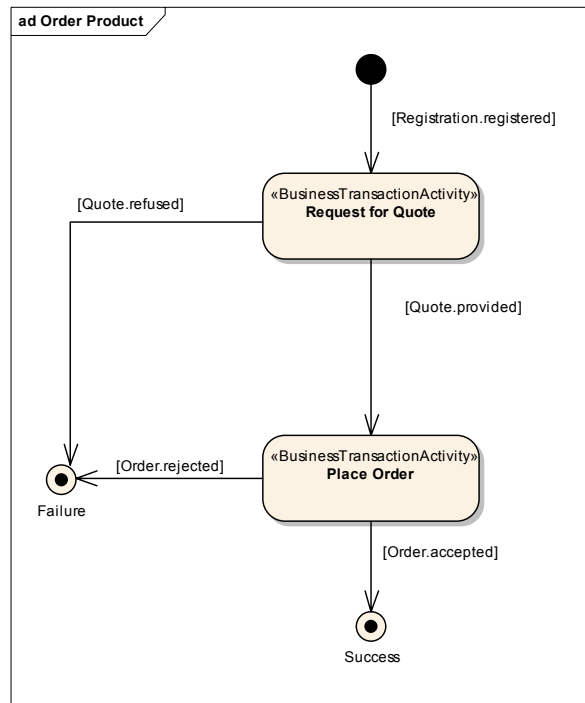 ad Order Product
[Registration.registered]
«BusinessTransactionActivity»
Request for Quote
[Quote.refused]
[Quote.provided]
«BusinessTransactionActivity»
Place Order
[Order.rejected]
Failure
[Order.accepted]
Success